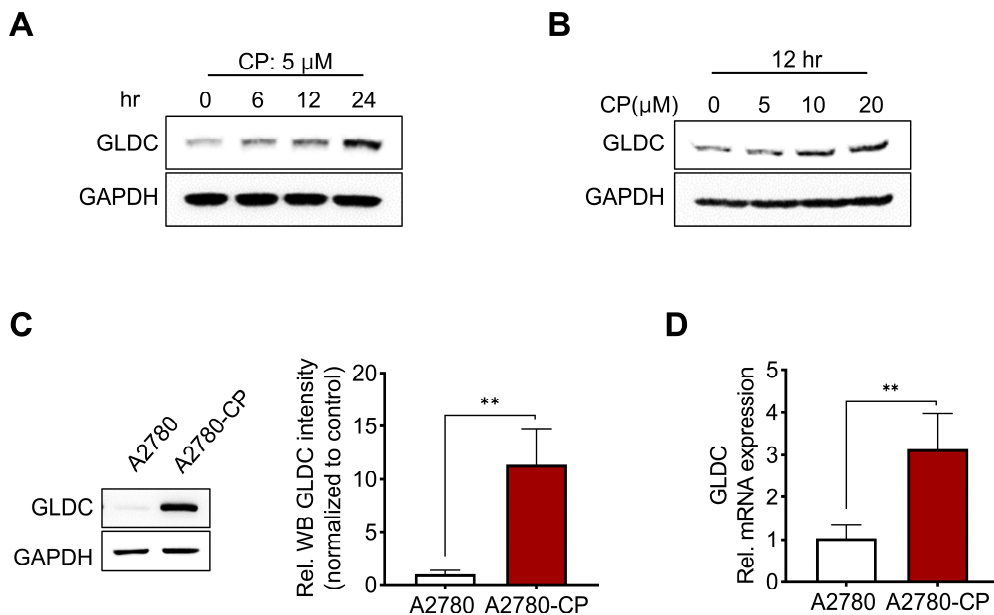 A
CP: 5 µM
hr 0 6 12 24
GLDC
GAPDH
B
12 hr
CP(µM) 0 5 10 20
GLDC
GAPDH
C
A2780
A2780-CP
GLDC
GAPDH
Rel. WB GLDC intensity
(normalized to control)
20
15
10
5
0
**
A2780 A2780-CP
D
GLDC
Rel. mRNA expression
5
4
3
2
1
0
**
A2780 A2780-CP